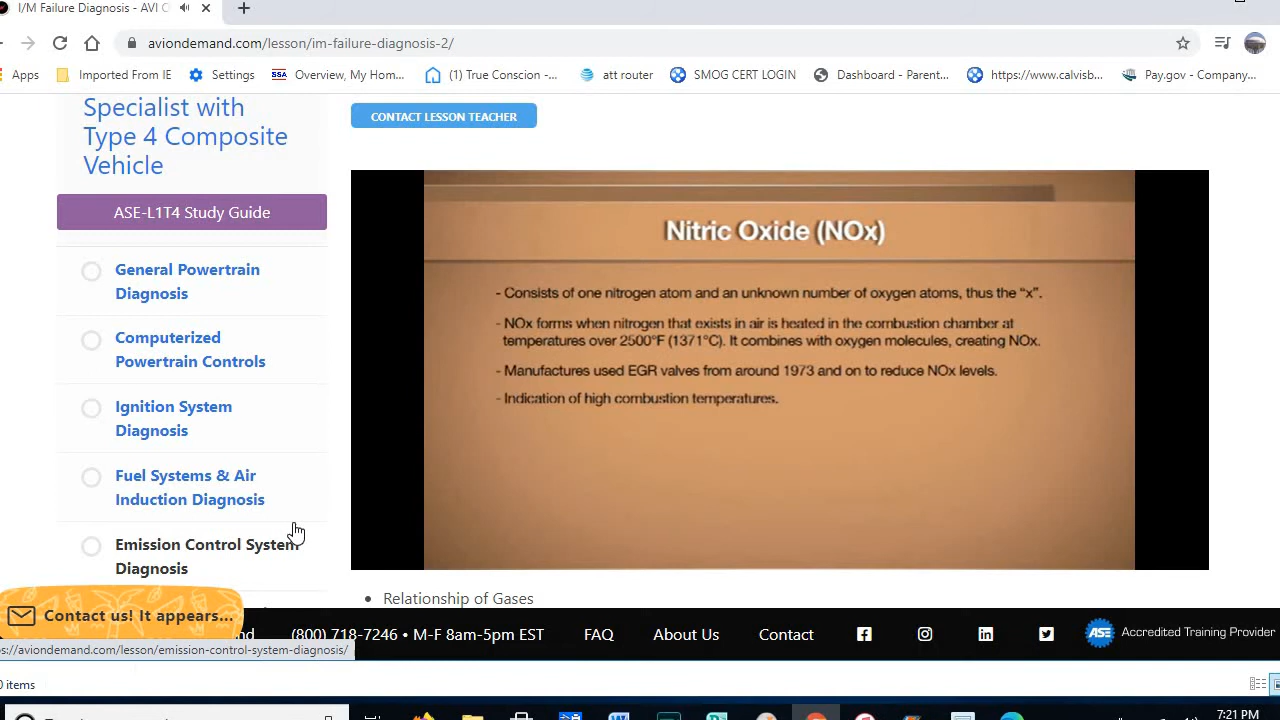 I/M Failure Diagnosis - AVI
aviondemand.com/lesson/im-failure-diagnosis-2/
Apps Imported From IE Settings SSA Overview, My Hom... (1) True Conscion -... att router SMOG CERT LOGIN Dashboard - Parent... https://www.calvisb... Pay.gov - Company...
Specialist with
Type 4 Composite
Vehicle
ASE-L1T4 Study Guide
General Powertrain
Diagnosis
Computerized
Powertrain Controls
Ignition System
Diagnosis
Fuel Systems & Air
Induction Diagnosis
Emission Control System
Diagnosis
CONTACT LESSON TEACHER
Nitric Oxide (NOx)
- Consists of one nitrogen atom and an unknown number of oxygen atoms, thus the “x”.
- NOx forms when nitrogen that exists in air is heated in the combustion chamber at
temperatures over 2500°F (1371°C). It combines with oxygen molecules, creating NOx.
- Manufactures used EGR valves from around 1973 and on to reduce NOx levels.
- Indication of high combustion temperatures.
• Relationship of Gases
Contact us! It appears...
(800) 718-7246 • M-F 8am-5pm EST FAQ About Us Contact ASE Accredited Training Provider
ps://aviondemand.com/lesson/emission-control-system-diagnosis/
0 items
7:21 PM